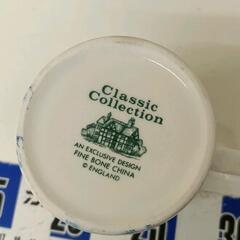 Classic
Collection
AN EXCLUSIVE DESIGN
FINE BONE CHINA
© ENGLAND